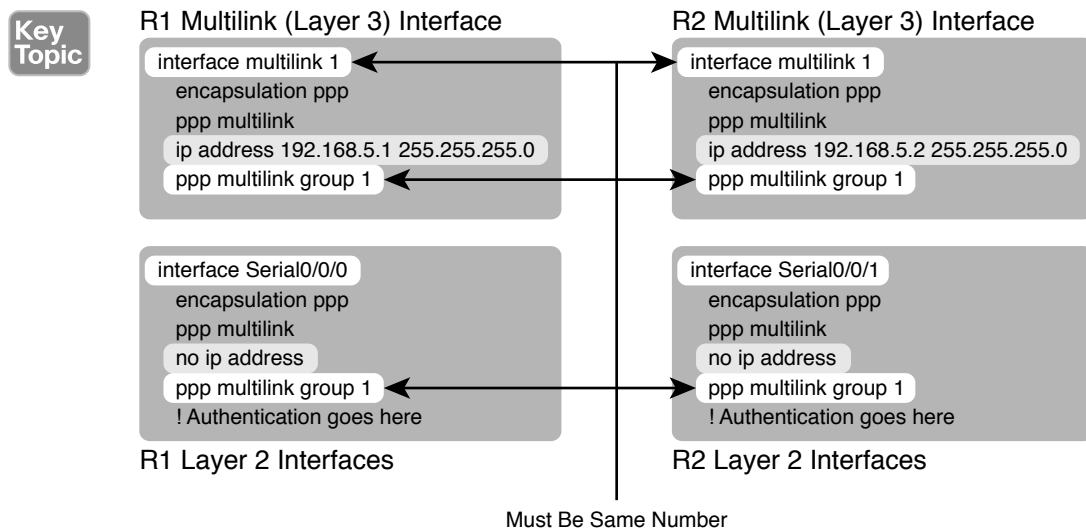 Key
Topic
R1 Multilink (Layer 3) Interface
interface multilink 1
encapsulation ppp
ppp multilink
ip address 192.168.5.1 255.255.255.0
ppp multilink group 1
R2 Multilink (Layer 3) Interface
interface multilink 1
encapsulation ppp
ppp multilink
ip address 192.168.5.2 255.255.255.0
ppp multilink group 1
interface Serial0/0/0
encapsulation ppp
ppp multilink
no ip address
ppp multilink group 1
! Authentication goes here
R1 Layer 2 Interfaces
interface Serial0/0/1
encapsulation ppp
ppp multilink
no ip address
ppp multilink group 1
! Authentication goes here
R2 Layer 2 Interfaces
Must Be Same Number